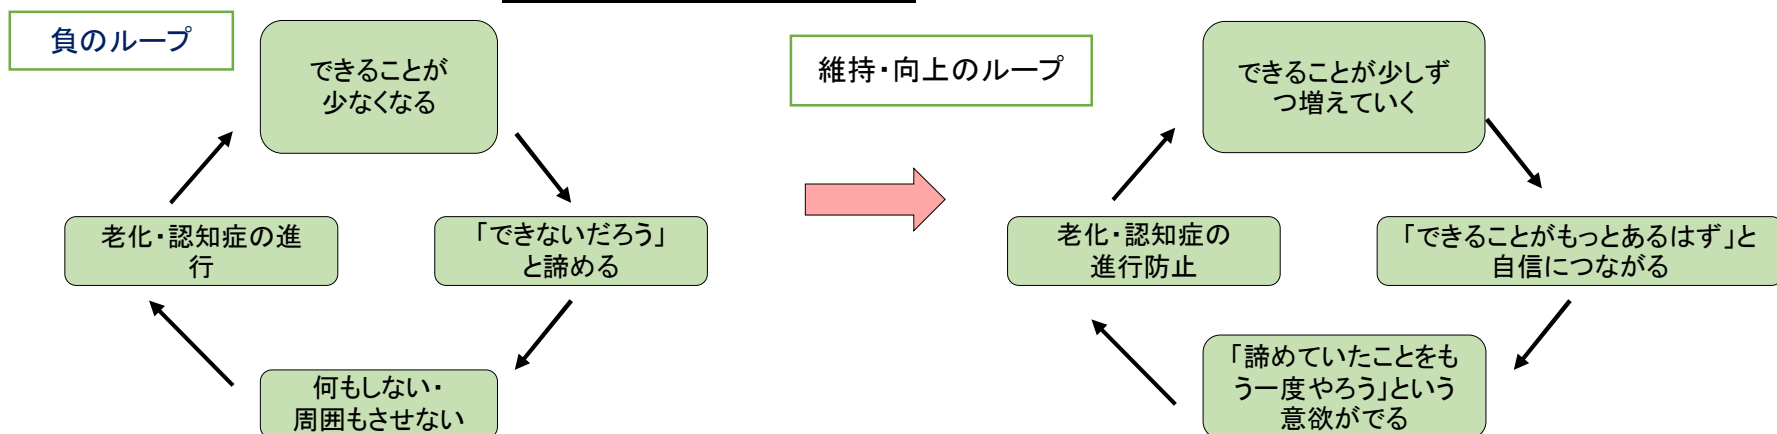 負のループ
できることが
少なくなる
「できないだろう」
と諦める
何もしない・
周囲もさせない
老化・認知症の進
行
維持・向上のループ
できることが少しず
つ増えていく
「できることがもっとあるはず」と
自信につながる
「諦めていたことをも
う一度やろう」という
意欲がでる
老化・認知症の
進行防止